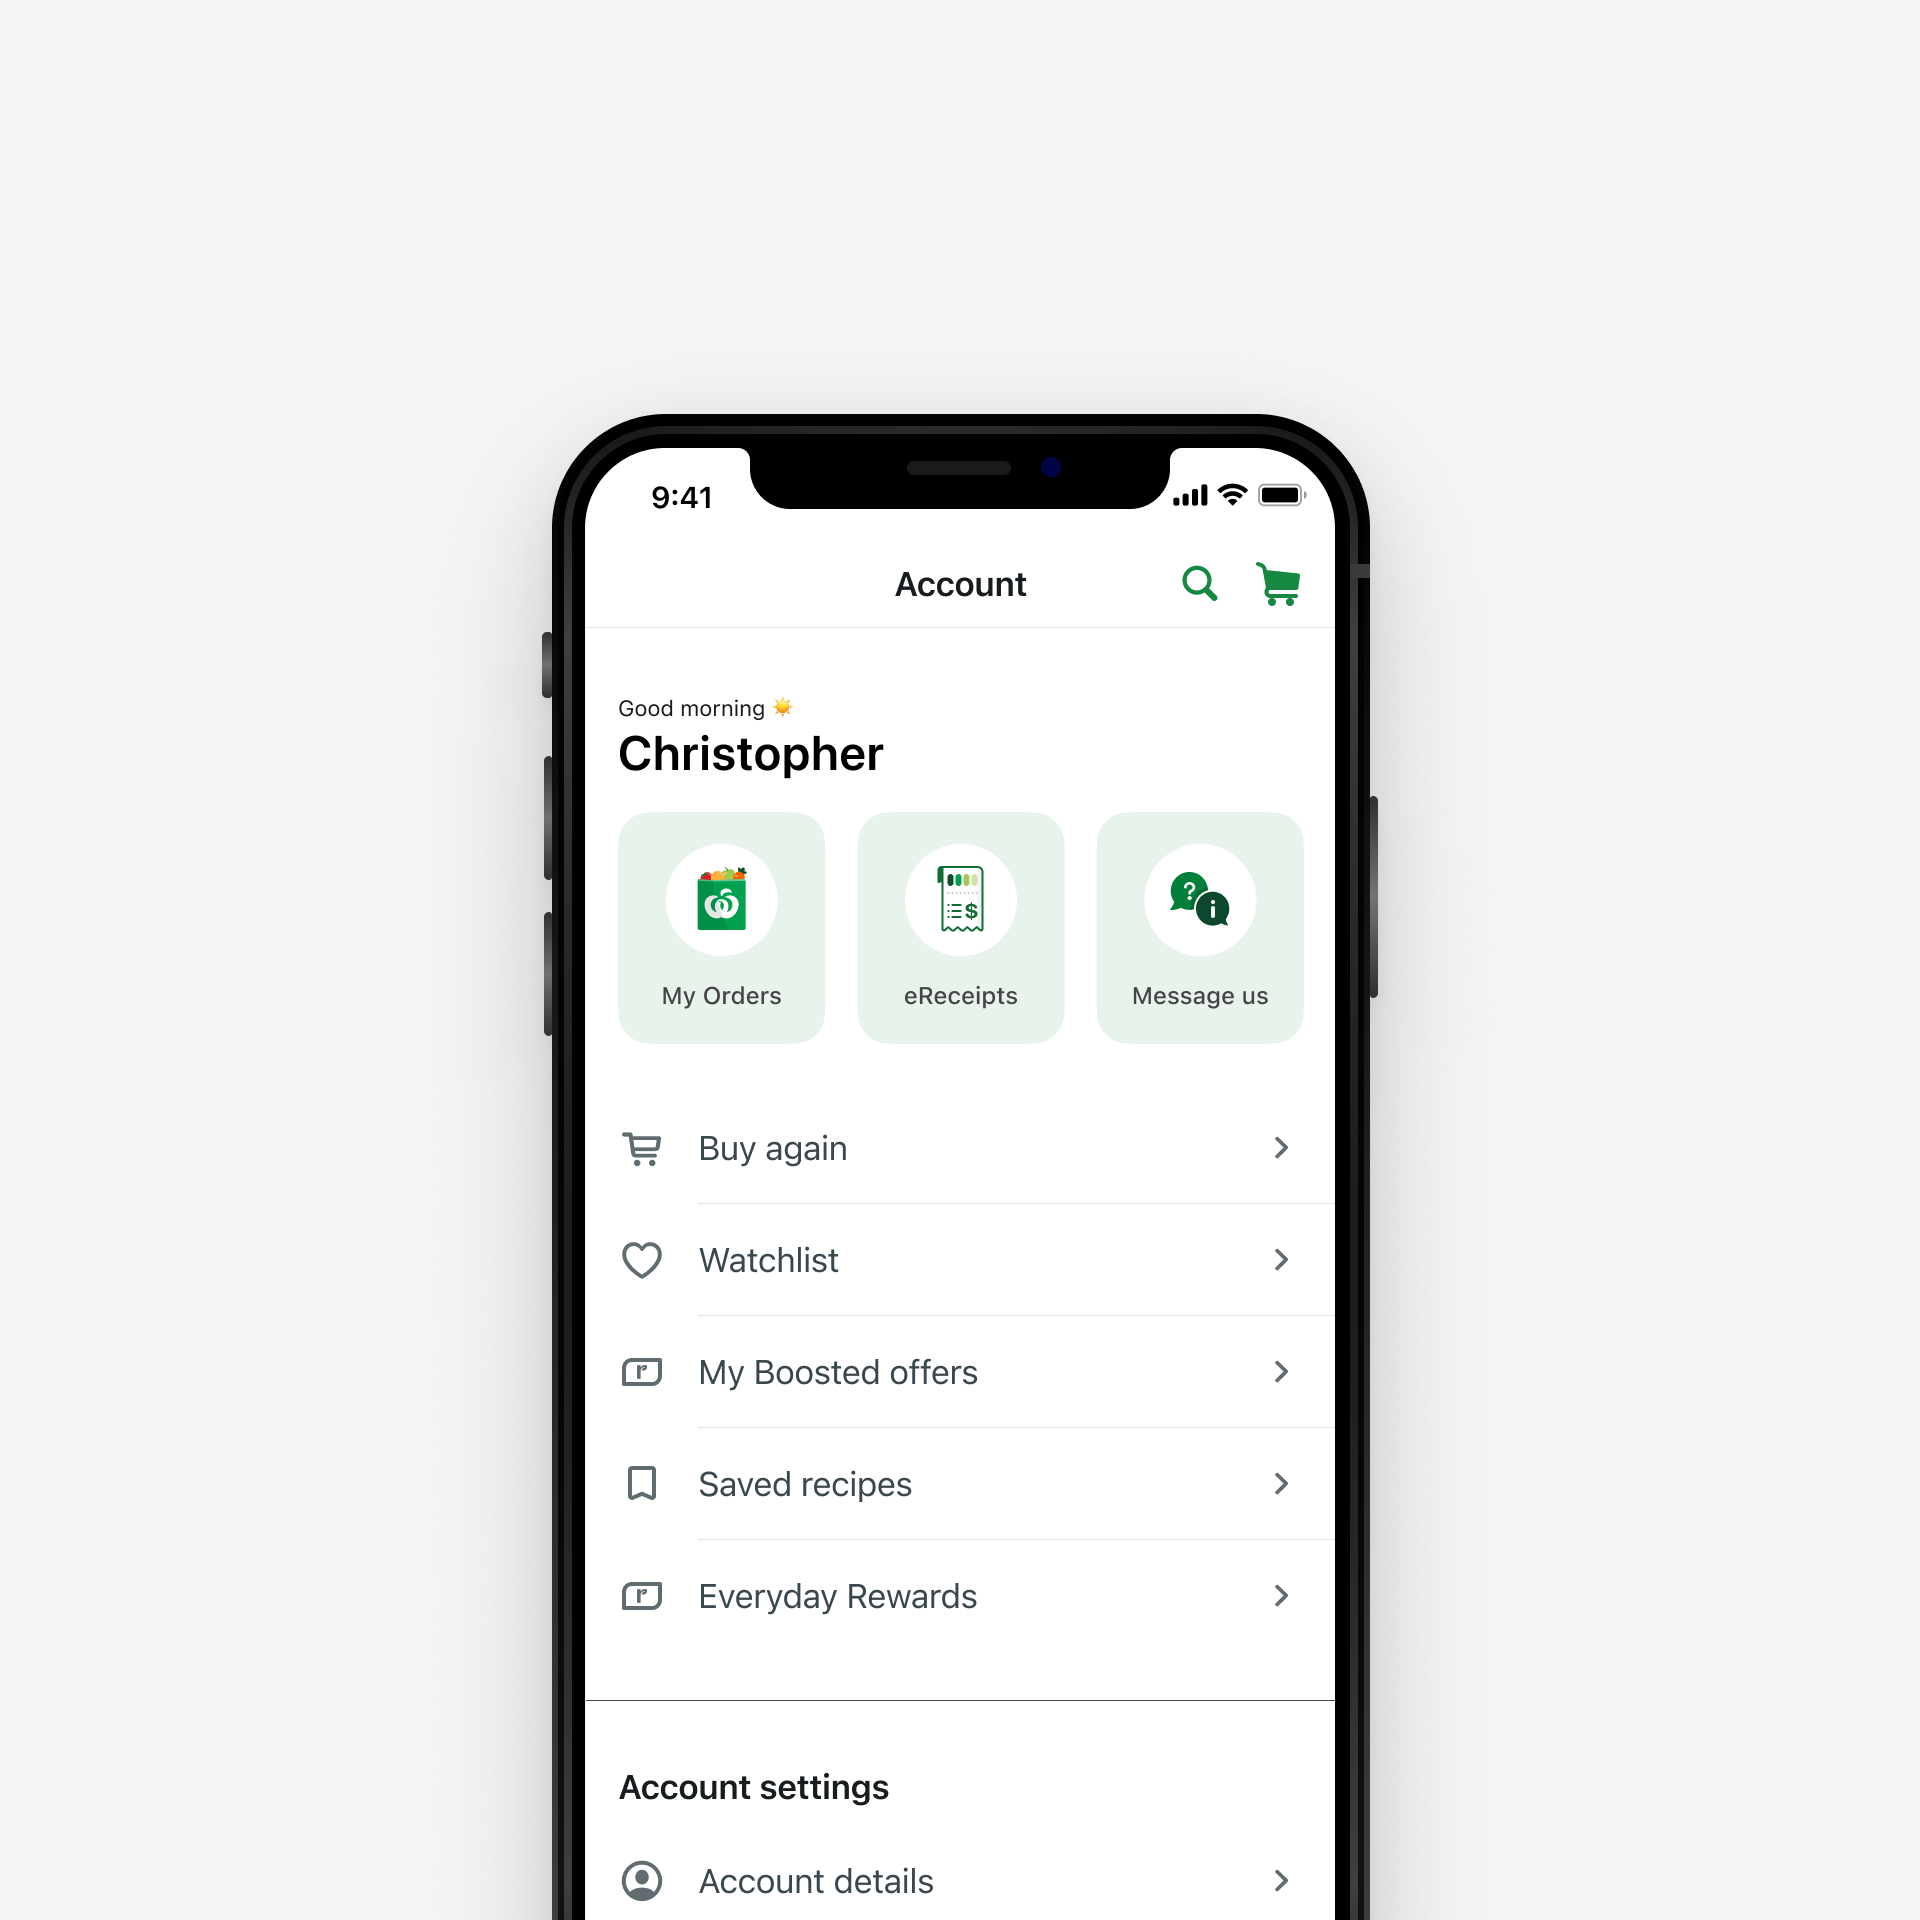 9:41
Account
Good morning ☀️
Christopher
My Orders
$
eReceipts
?
i
Message us
Buy again
Watchlist
My Boosted offers
Saved recipes
Everyday Rewards
Account settings
Account details